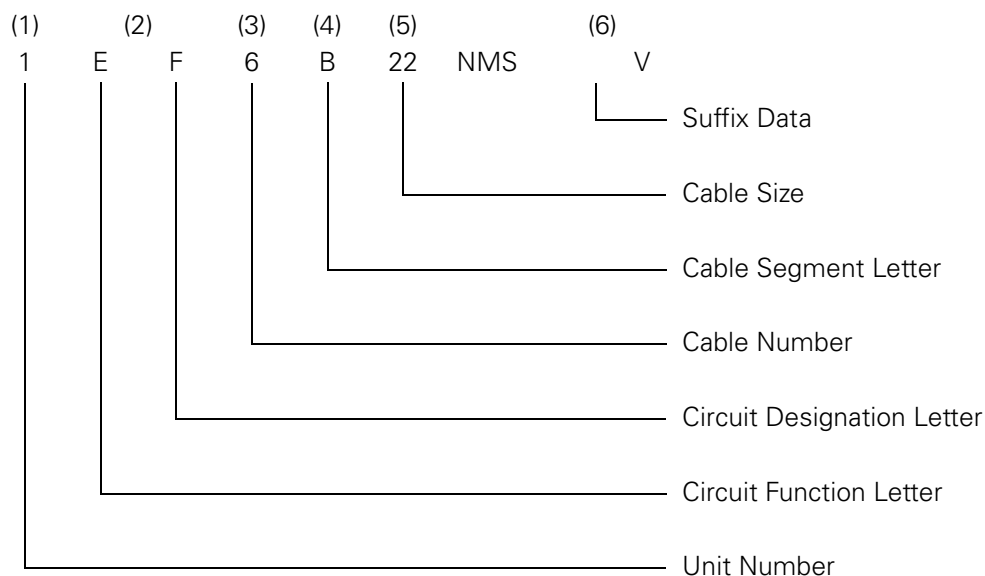 (1) (2) (3) (4) (5) (6)
1 E F 6 B 22 NMS V
Suffix Data
Cable Size
Cable Segment Letter
Cable Number
Circuit Designation Letter
Circuit Function Letter
Unit Number